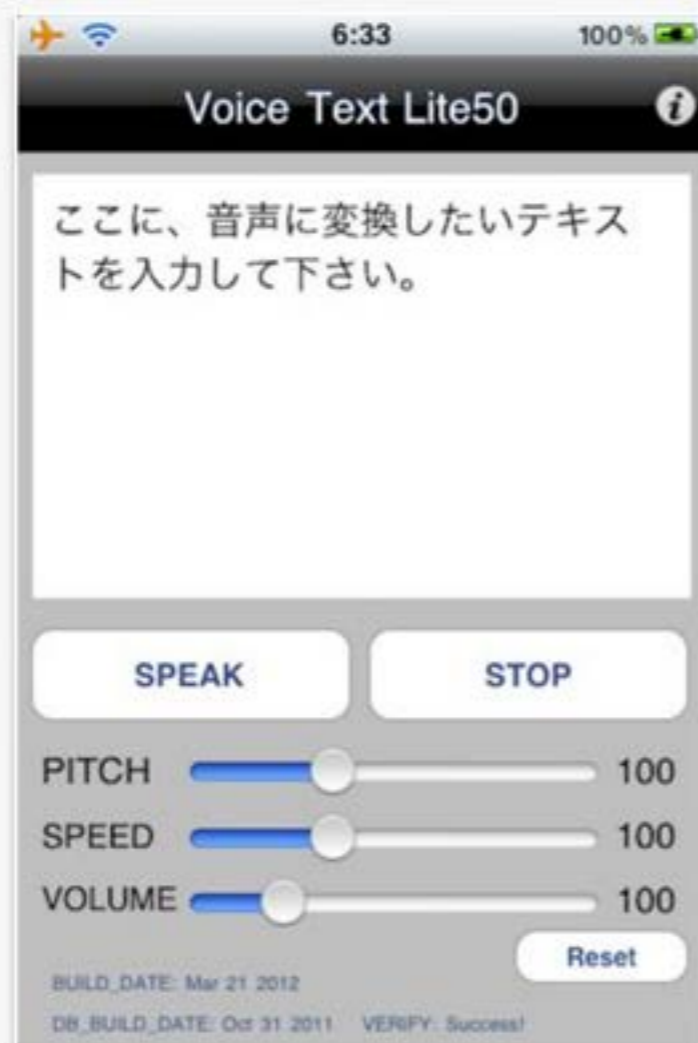 6:33
100%
Voice Text Lite50
i
ここに、音声に変換したいテキス
トを入力して下さい。
SPEAK
STOP
PITCH 100
SPEED 100
VOLUME 100
Reset
BUILD_DATE: Mar 21 2012
DB_BUILD_DATE: Oct 31 2011 VERIFY: Success!